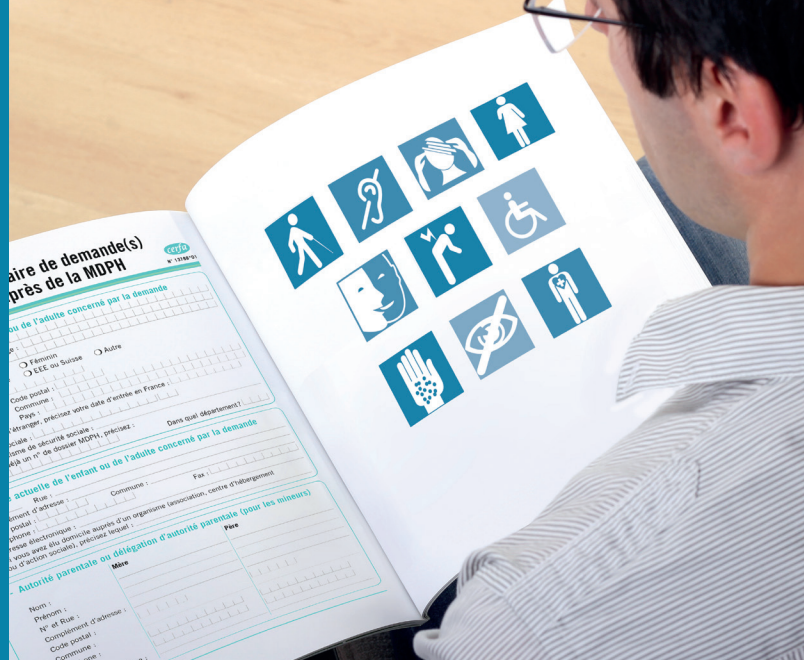 aire de demande(s)
près de la MDPH
cerfa
N° 13788*01
ou de l'adulte concerné par la demande
Féminin
EEE ou Suisse
Autre
Code postal :
Commune :
Pays :
l'étranger, précisez votre date d'entrée en France :
sociale :
isme de sécurité sociale :
éjà un n° de dossier MDPH, précisez :
Dans quel département?
actuelle de l'enfant ou de l'adulte concerné par la demande
Rue :
lément d'adresse :
postal :
Commune :
phone :
Fax :
resse électronique :
vous avez élu domicile auprès d'un organisme (association, centre d'hébergement
ou d'action sociale), précisez lequel :
Autorité parentale ou délégation d'autorité parentale (pour les mineurs)
Mère
Père
Nom :
Prénom :
N° et Rue :
Complément d'adresse :
Code postal :
Commune :